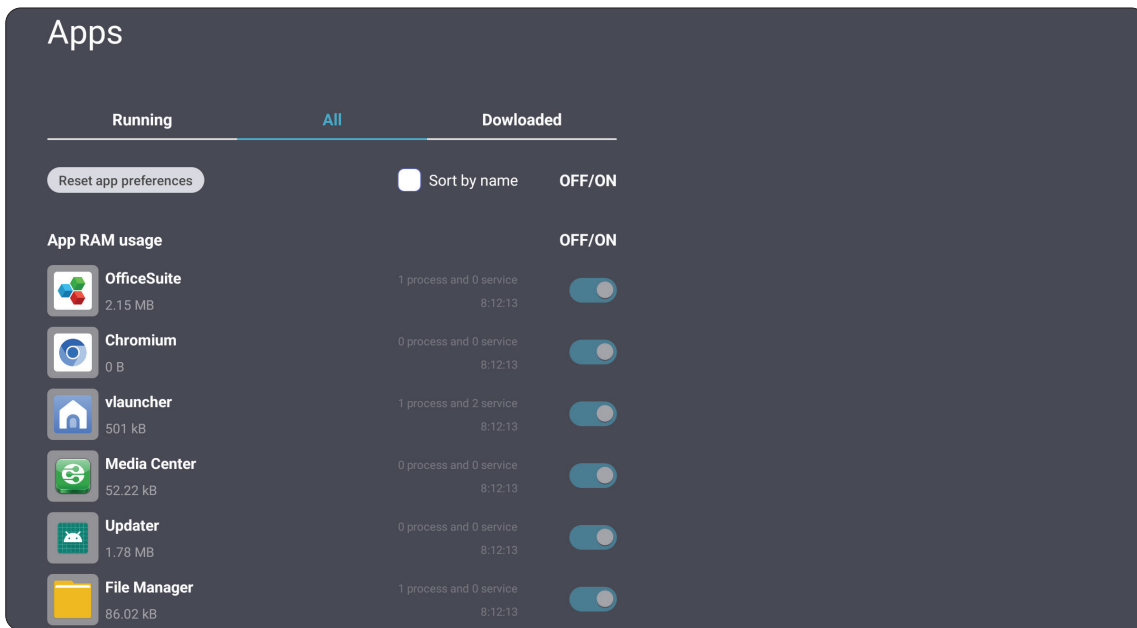 Apps
Running All Dowloaded
Reset app preferences Sort by name OFF/ON
App RAM usage OFF/ON
OfficeSuite 1 process and 0 service
2.15 MB 8:12:13
Chromium 0 process and 0 service
0 B 8:12:13
vlauncher 1 process and 2 service
501 kB 8:12:13
Media Center 0 process and 0 service
52.22 kB 8:12:13
Updater 0 process and 0 service
1.78 MB 8:12:13
File Manager 1 process and 0 service
86.02 kB 8:12:13